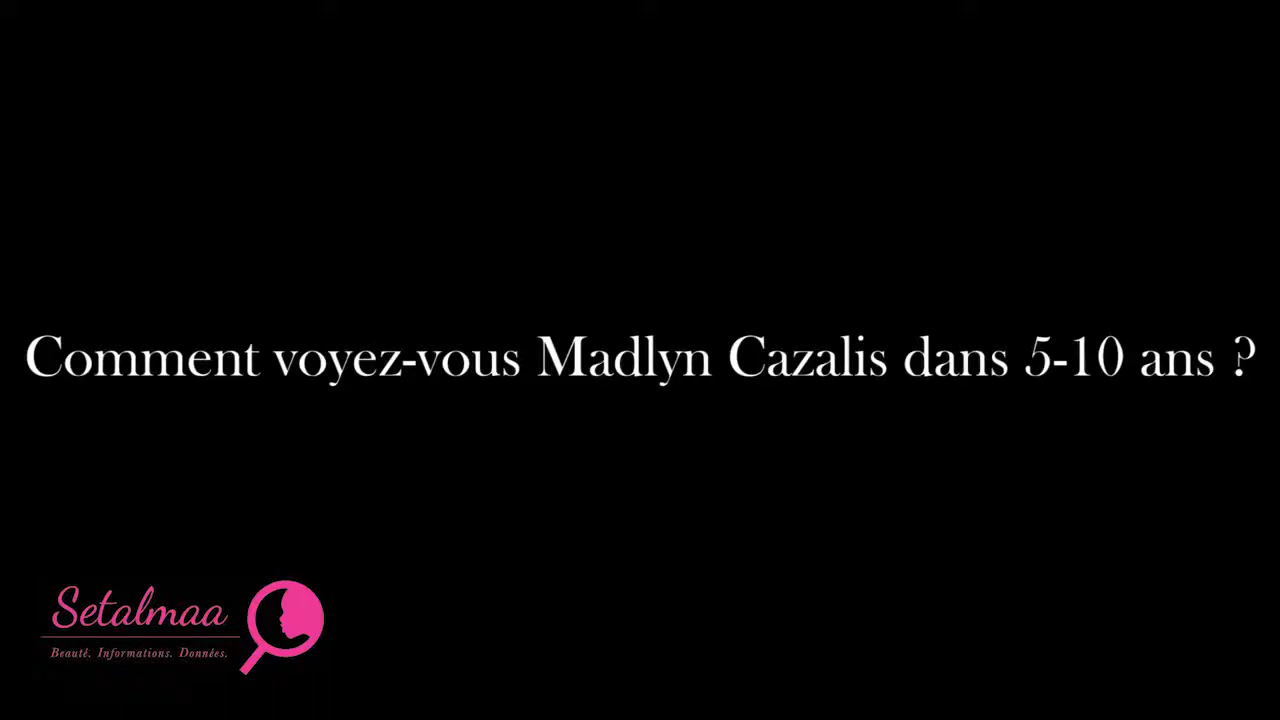 Comment voyez-vous Madlyn Cazalis dans 5-10 ans ?
Setalmaa
Beauté. Informations. Données.